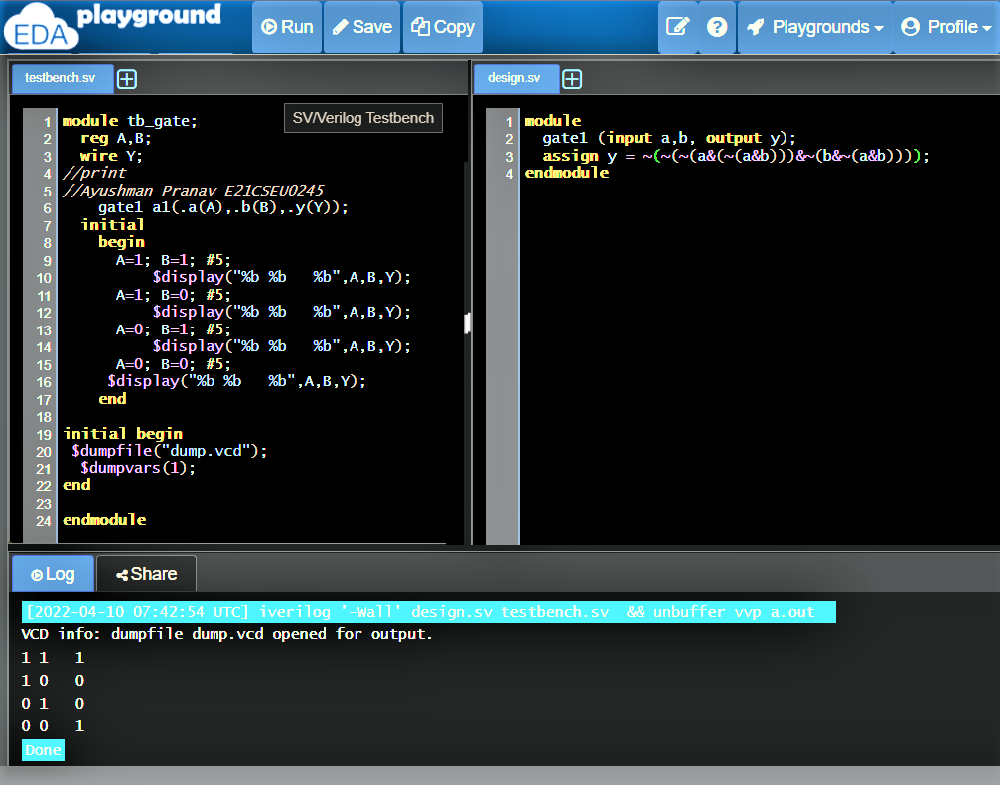 EDA playground
Run Save Copy Playgrounds Profile
testbench.sv
SV/Verilog Testbench
1 module tb_gate;
2 reg A,B;
3 wire Y;
4 //print
5 //Ayushman Pranav E21CSEU0245
6 gate1 a1(.a(A),.b(B),.y(Y));
7 initial
8 begin
9 A=1; B=1; #5;
10 $display("%b %b   %b",A,B,Y);
11 A=1; B=0; #5;
12 $display("%b %b   %b",A,B,Y);
13 A=0; B=1; #5;
14 $display("%b %b   %b",A,B,Y);
15 A=0; B=0; #5;
16 $display("%b %b   %b",A,B,Y);
17 end
18
19 initial begin
20 $dumpfile("dump.vcd");
21 $dumpvars(1);
22 end
23
24 endmodule
design.sv
1 module
2 gate1 (input a,b, output y);
3 assign y = ~(~(~(a&(~(a&b)))&~(b&~(a&b))));
4 endmodule
Log Share
[2022-04-10 07:42:54 UTC] iverilog '-Wall' design.sv testbench.sv  && unbuffer vvp a.out
VCD info: dumpfile dump.vcd opened for output.
1 1   1
1 0   0
0 1   0
0 0   1
Done